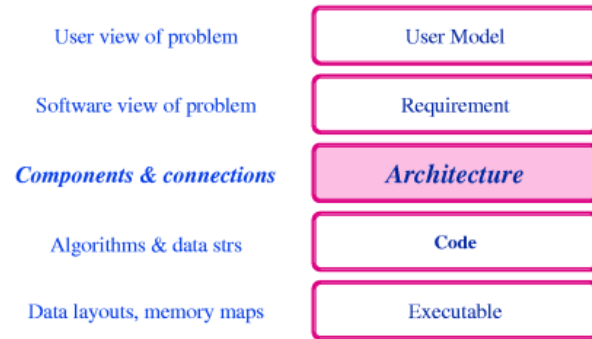 User view of problem
User Model
Software view of problem
Requirement
Components & connections
Architecture
Algorithms & data strs
Code
Data layouts, memory maps
Executable